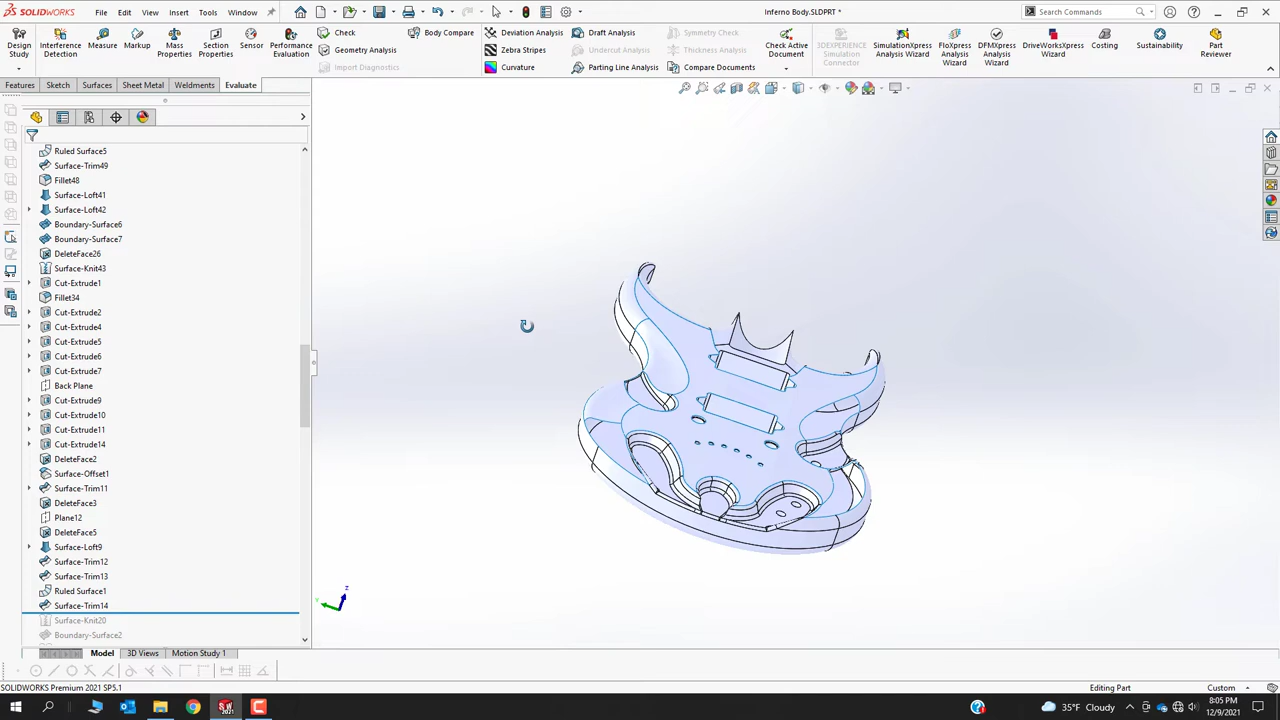 SOLIDWORKS File Edit View Insert Tools Window Inferno Body.SLDPRT * Search Commands
Design Study Interference Detection Measure Markup Mass Properties Section Properties Sensor Performance Evaluation Check Body Compare Deviation Analysis Draft Analysis Symmetry Check Check Active Document 3DEXPERIENCE Simulation Connector SimulationXpress Analysis Wizard FloXpress Analysis Wizard DFMXpress Analysis Wizard DriveWorksXpress Costing Sustainability Part Reviewer
Geometry Analysis Zebra Stripes Undercut Analysis Thickness Analysis
Import Diagnostics Curvature Parting Line Analysis Compare Documents
Features Sketch Surfaces Sheet Metal Weldments Evaluate
Ruled Surface5
Surface-Trim49
Fillet48
Surface-Loft41
Surface-Loft42
Boundary-Surface6
Boundary-Surface7
DeleteFace26
Surface-Knit43
Cut-Extrude1
Fillet34
Cut-Extrude2
Cut-Extrude4
Cut-Extrude5
Cut-Extrude6
Cut-Extrude7
Back Plane
Cut-Extrude9
Cut-Extrude10
Cut-Extrude11
Cut-Extrude14
DeleteFace2
Surface-Offset1
Surface-Trim11
DeleteFace3
Plane12
DeleteFace5
Surface-Loft9
Surface-Trim12
Surface-Trim13
Ruled Surface1
Surface-Trim14
Surface-Knit20
Boundary-Surface2
Y Z
Model 3D Views Motion Study 1
SOLIDWORKS Premium 2021 SP5.1 Editing Part Custom
35°F Cloudy 8:05 PM
12/9/2021